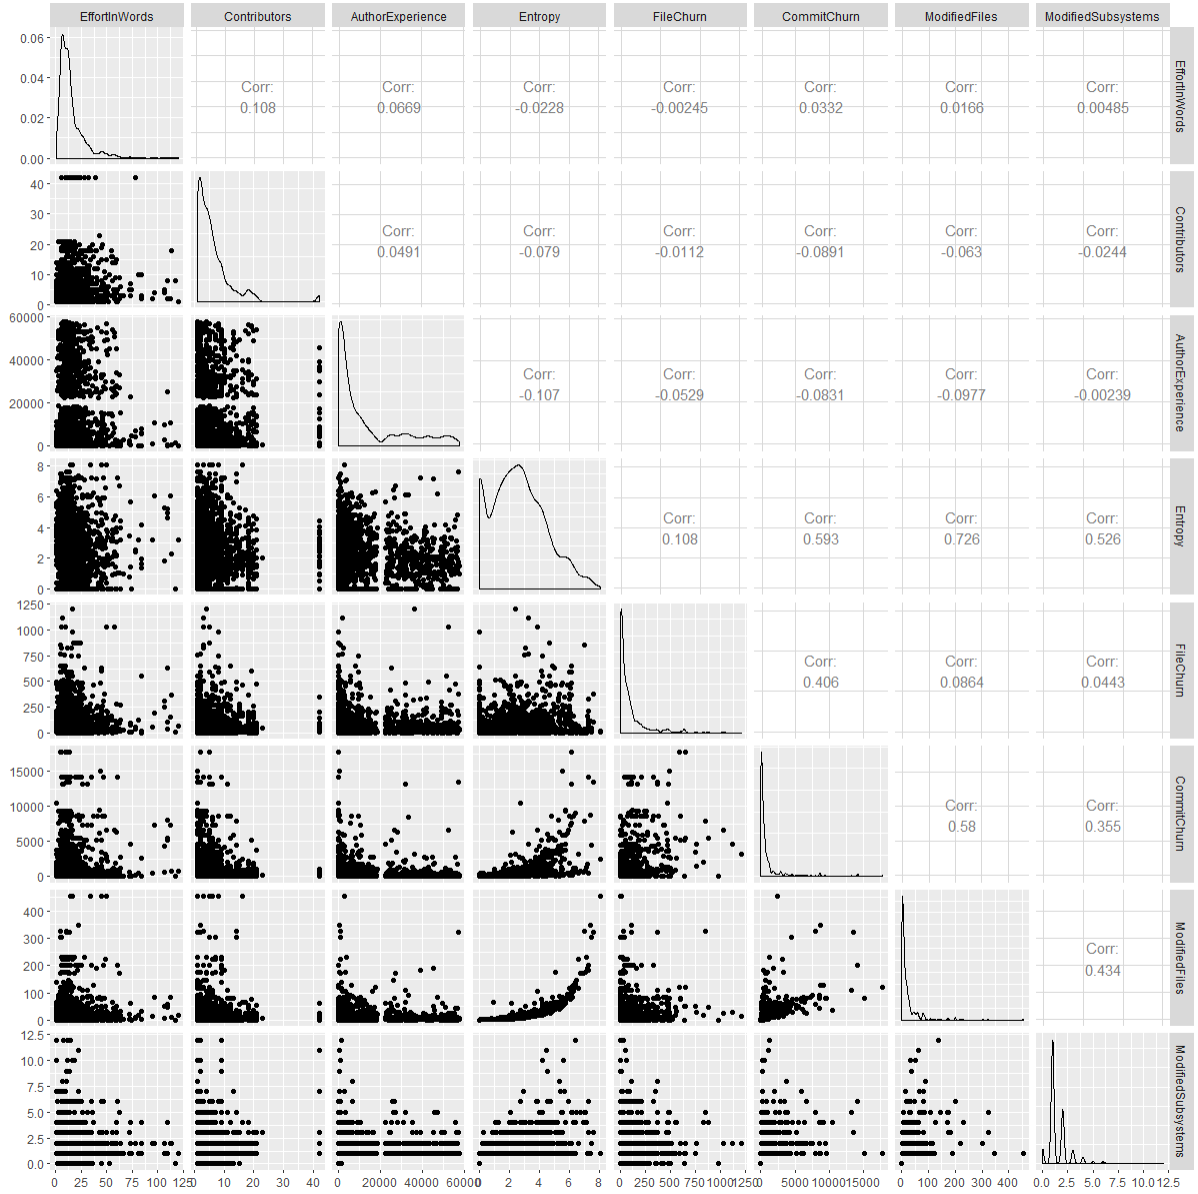 EffortInWords Contributors AuthorExperience Entropy FileChurn CommitChurn ModifiedFiles ModifiedSubsystems
0.06
0.04
0.02
0.00
Corr: Corr: Corr: Corr: Corr: Corr: Corr:
0.108 0.0669 -0.0228 -0.00245 0.0332 0.0166 0.00485
EffortInWords
40
30
20
10
0
Corr: Corr: Corr: Corr: Corr: Corr:
0.0491 -0.079 -0.0112 -0.0891 -0.063 -0.0244
Contributors
60000
40000
20000
0
Corr: Corr: Corr: Corr: Corr:
-0.107 -0.0529 -0.0831 -0.0977 -0.00239
AuthorExperience
8
6
4
2
0
Corr: Corr: Corr: Corr:
0.108 0.593 0.726 0.526
Entropy
1250
1000
750
500
250
0
Corr: Corr: Corr:
0.406 0.0864 0.0443
FileChurn
15000
10000
5000
0
Corr: Corr:
0.58 0.355
CommitChurn
400
300
200
100
0
Corr:
0.434
ModifiedFiles
12.5
10.0
7.5
5.0
2.5
0.0
ModifiedSubsystems
0 25 50 75 100 125 0 10 20 30 40 0 20000 40000 60000 0 2 4 6 8 0 250 500 750 1000 1250 0 5000 10000 15000 0 100 200 300 400 0.0 2.5 5.0 7.5 10.0 12.5